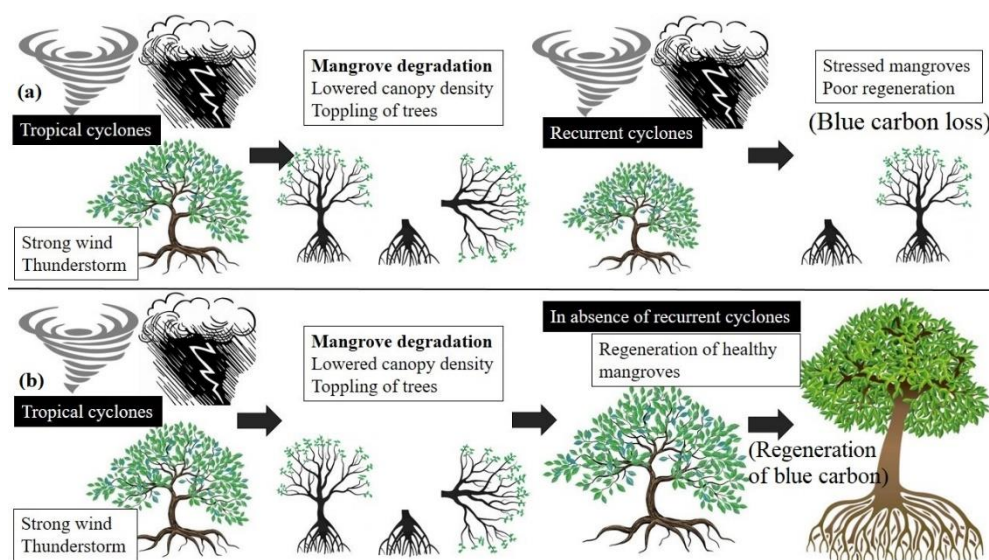 (a)
Tropical cyclones
Strong wind
Thunderstorm
Mangrove degradation
Lowered canopy density
Toppling of trees
Recurrent cyclones
Stressed mangroves
Poor regeneration
(Blue carbon loss)
(b)
Tropical cyclones
Strong wind
Thunderstorm
Mangrove degradation
Lowered canopy density
Toppling of trees
In absence of recurrent cyclones
Regeneration of healthy
mangroves
(Regeneration
of blue carbon)